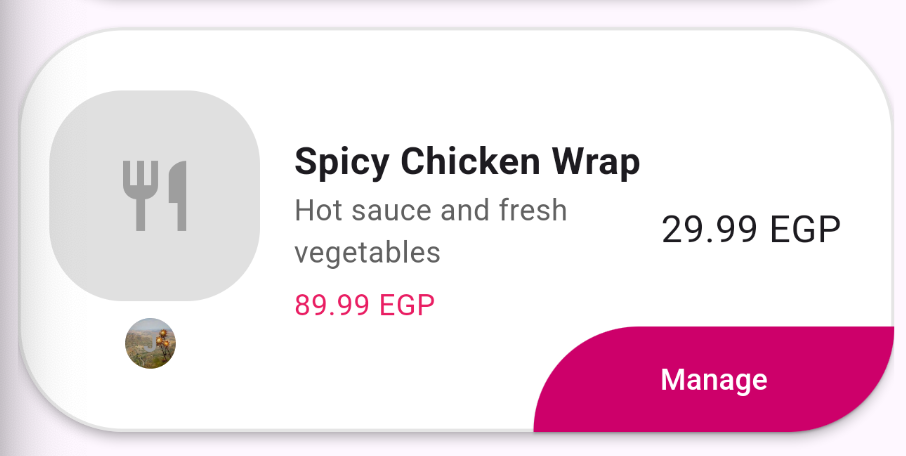 Spicy Chicken Wrap
Hot sauce and fresh
vegetables
29.99 EGP
89.99 EGP
Manage